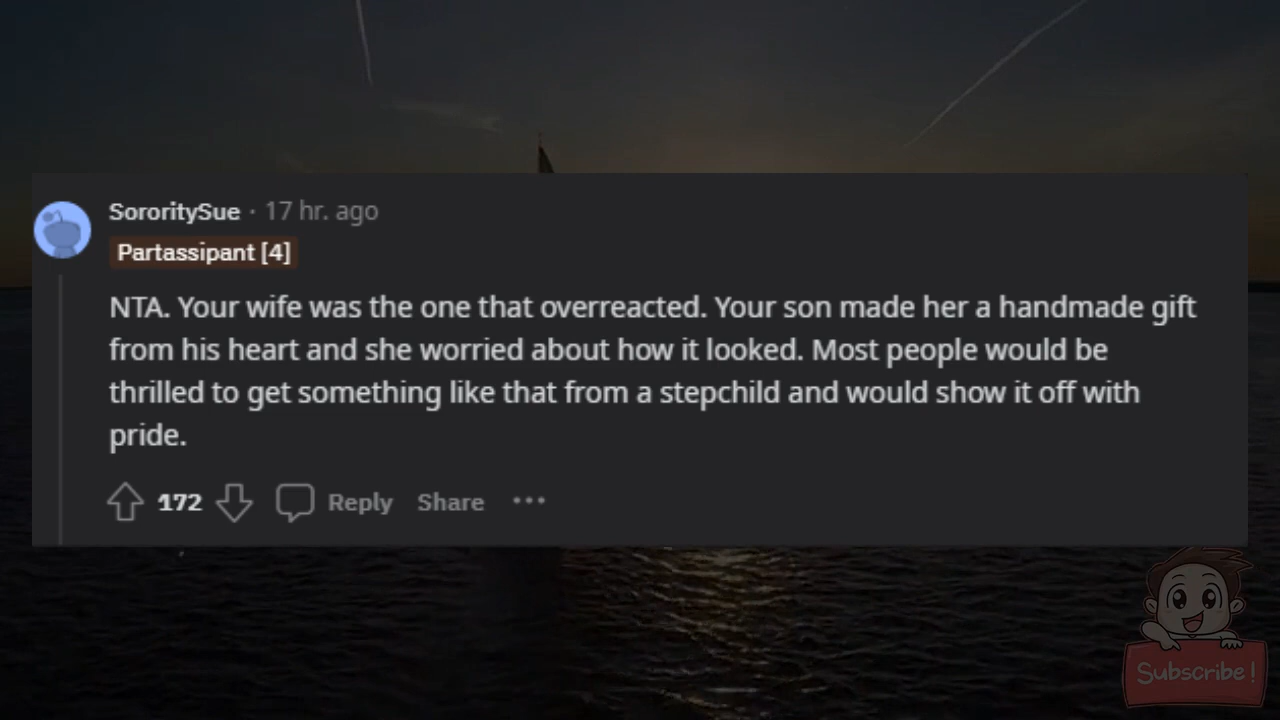 SororitySue · 17 hr. ago
Partassipant [4]
NTA. Your wife was the one that overreacted. Your son made her a handmade gift
from his heart and she worried about how it looked. Most people would be
thrilled to get something like that from a stepchild and would show it off with
pride.
172 Reply Share ···
Subscribe!